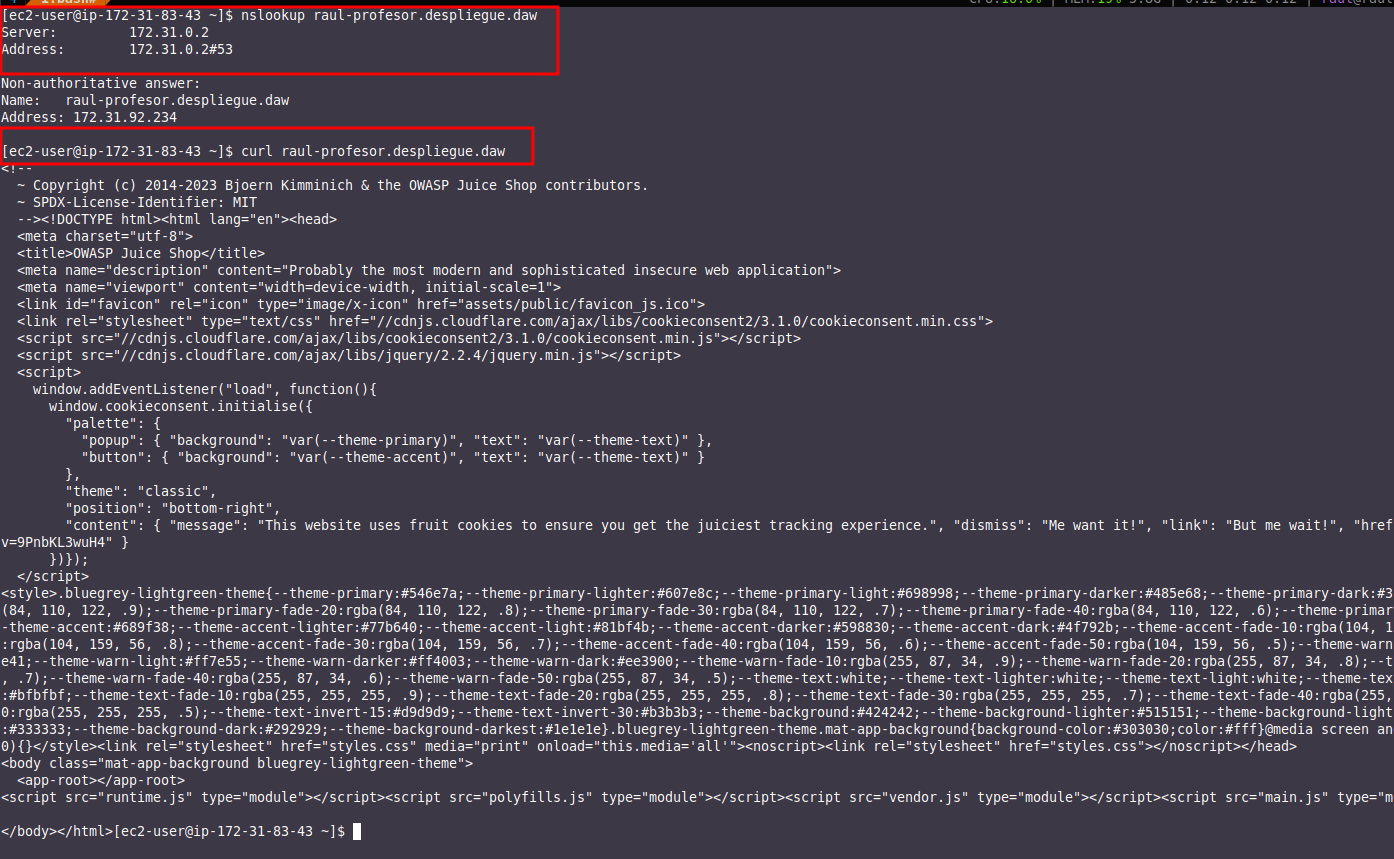 1:bash#   CPU:10.0% | MEM:19% 5.8G | 0.12 0.12 0.12 | raul@raul
[ec2-user@ip-172-31-83-43 ~]$ nslookup raul-profesor.despliegue.daw
Server:         172.31.0.2
Address:        172.31.0.2#53
Non-authoritative answer:
Name:   raul-profesor.despliegue.daw
Address: 172.31.92.234
[ec2-user@ip-172-31-83-43 ~]$ curl raul-profesor.despliegue.daw
<!--
  ~ Copyright (c) 2014-2023 Bjoern Kimminich & the OWASP Juice Shop contributors.
  ~ SPDX-License-Identifier: MIT
  --><!DOCTYPE html><html lang="en"><head>
  <meta charset="utf-8">
  <title>OWASP Juice Shop</title>
  <meta name="description" content="Probably the most modern and sophisticated insecure web application">
  <meta name="viewport" content="width=device-width, initial-scale=1">
  <link id="favicon" rel="icon" type="image/x-icon" href="assets/public/favicon_js.ico">
  <link rel="stylesheet" type="text/css" href="//cdnjs.cloudflare.com/ajax/libs/cookieconsent2/3.1.0/cookieconsent.min.css">
  <script src="//cdnjs.cloudflare.com/ajax/libs/cookieconsent2/3.1.0/cookieconsent.min.js"></script>
  <script src="//cdnjs.cloudflare.com/ajax/libs/jquery/2.2.4/jquery.min.js"></script>
  <script>
    window.addEventListener("load", function(){
      window.cookieconsent.initialise({
        "palette": {
          "popup": { "background": "var(--theme-primary)", "text": "var(--theme-text)" },
          "button": { "background": "var(--theme-accent)", "text": "var(--theme-text)" }
        },
        "theme": "classic",
        "position": "bottom-right",
        "content": { "message": "This website uses fruit cookies to ensure you get the juiciest tracking experience.", "dismiss": "Me want it!", "link": "But me wait!", "href
v=9PnbKL3wuH4" }
      })});
  </script>
<style>.bluegrey-lightgreen-theme{--theme-primary:#546e7a;--theme-primary-lighter:#607e8c;--theme-primary-light:#698998;--theme-primary-darker:#485e68;--theme-primary-dark:#3
(84, 110, 122, .9);--theme-primary-fade-20:rgba(84, 110, 122, .8);--theme-primary-fade-30:rgba(84, 110, 122, .7);--theme-primary-fade-40:rgba(84, 110, 122, .6);--theme-primar
-theme-accent:#689f38;--theme-accent-lighter:#77b640;--theme-accent-light:#81bf4b;--theme-accent-darker:#598830;--theme-accent-dark:#4f792b;--theme-accent-fade-10:rgba(104, 1
:rgba(104, 159, 56, .8);--theme-accent-fade-30:rgba(104, 159, 56, .7);--theme-accent-fade-40:rgba(104, 159, 56, .6);--theme-accent-fade-50:rgba(104, 159, 56, .5);--theme-warn
e41;--theme-warn-light:#ff7e55;--theme-warn-darker:#ff4003;--theme-warn-dark:#ee3900;--theme-warn-fade-10:rgba(255, 87, 34, .9);--theme-warn-fade-20:rgba(255, 87, 34, .8);--t
, .7);--theme-warn-fade-40:rgba(255, 87, 34, .6);--theme-warn-fade-50:rgba(255, 87, 34, .5);--theme-text:white;--theme-text-lighter:white;--theme-text-light:white;--theme-tex
:#bfbfbf;--theme-text-fade-10:rgba(255, 255, 255, .9);--theme-text-fade-20:rgba(255, 255, 255, .8);--theme-text-fade-30:rgba(255, 255, 255, .7);--theme-text-fade-40:rgba(255,
0:rgba(255, 255, 255, .5);--theme-text-invert-15:#d9d9d9;--theme-text-invert-30:#b3b3b3;--theme-background:#424242;--theme-background-lighter:#515151;--theme-background-light
:#333333;--theme-background-dark:#292929;--theme-background-darkest:#1e1e1e}.bluegrey-lightgreen-theme.mat-app-background{background-color:#303030;color:#fff}@media screen an
0){}</style><link rel="stylesheet" href="styles.css" media="print" onload="this.media='all'"><noscript><link rel="stylesheet" href="styles.css"></noscript></head>
<body class="mat-app-background bluegrey-lightgreen-theme">
  <app-root></app-root>
<script src="runtime.js" type="module"></script><script src="polyfills.js" type="module"></script><script src="vendor.js" type="module"></script><script src="main.js" type="m
</body></html>[ec2-user@ip-172-31-83-43 ~]$